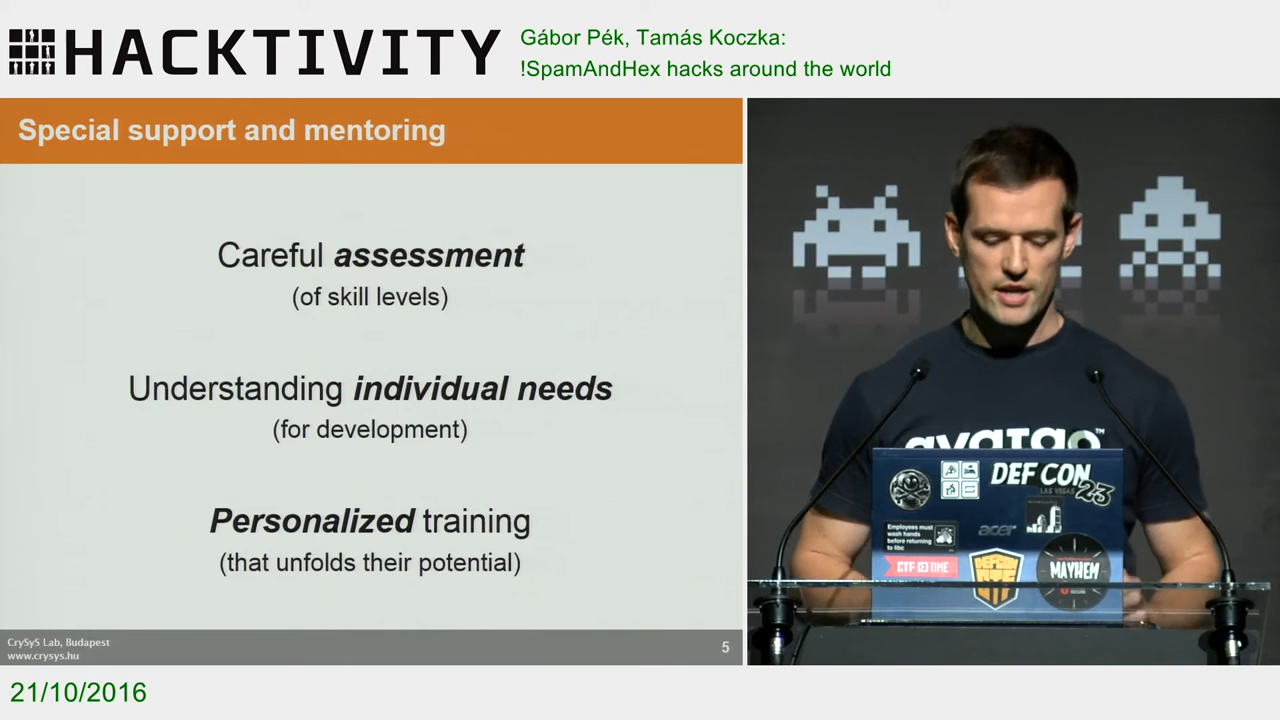 HACKTIVITY
Gábor Pék, Tamás Koczka:
!SpamAndHex hacks around the world
Special support and mentoring
Careful assessment
(of skill levels)
Understanding individual needs
(for development)
Personalized training
(that unfolds their potential)
CrySyS Lab, Budapest
www.crysys.hu
5
avatao™
DEF CON
LAS VEGAS
23
acer
Employees must
wash hands
before returning
to libc
CTF TIME
MAYHEM
21/10/2016